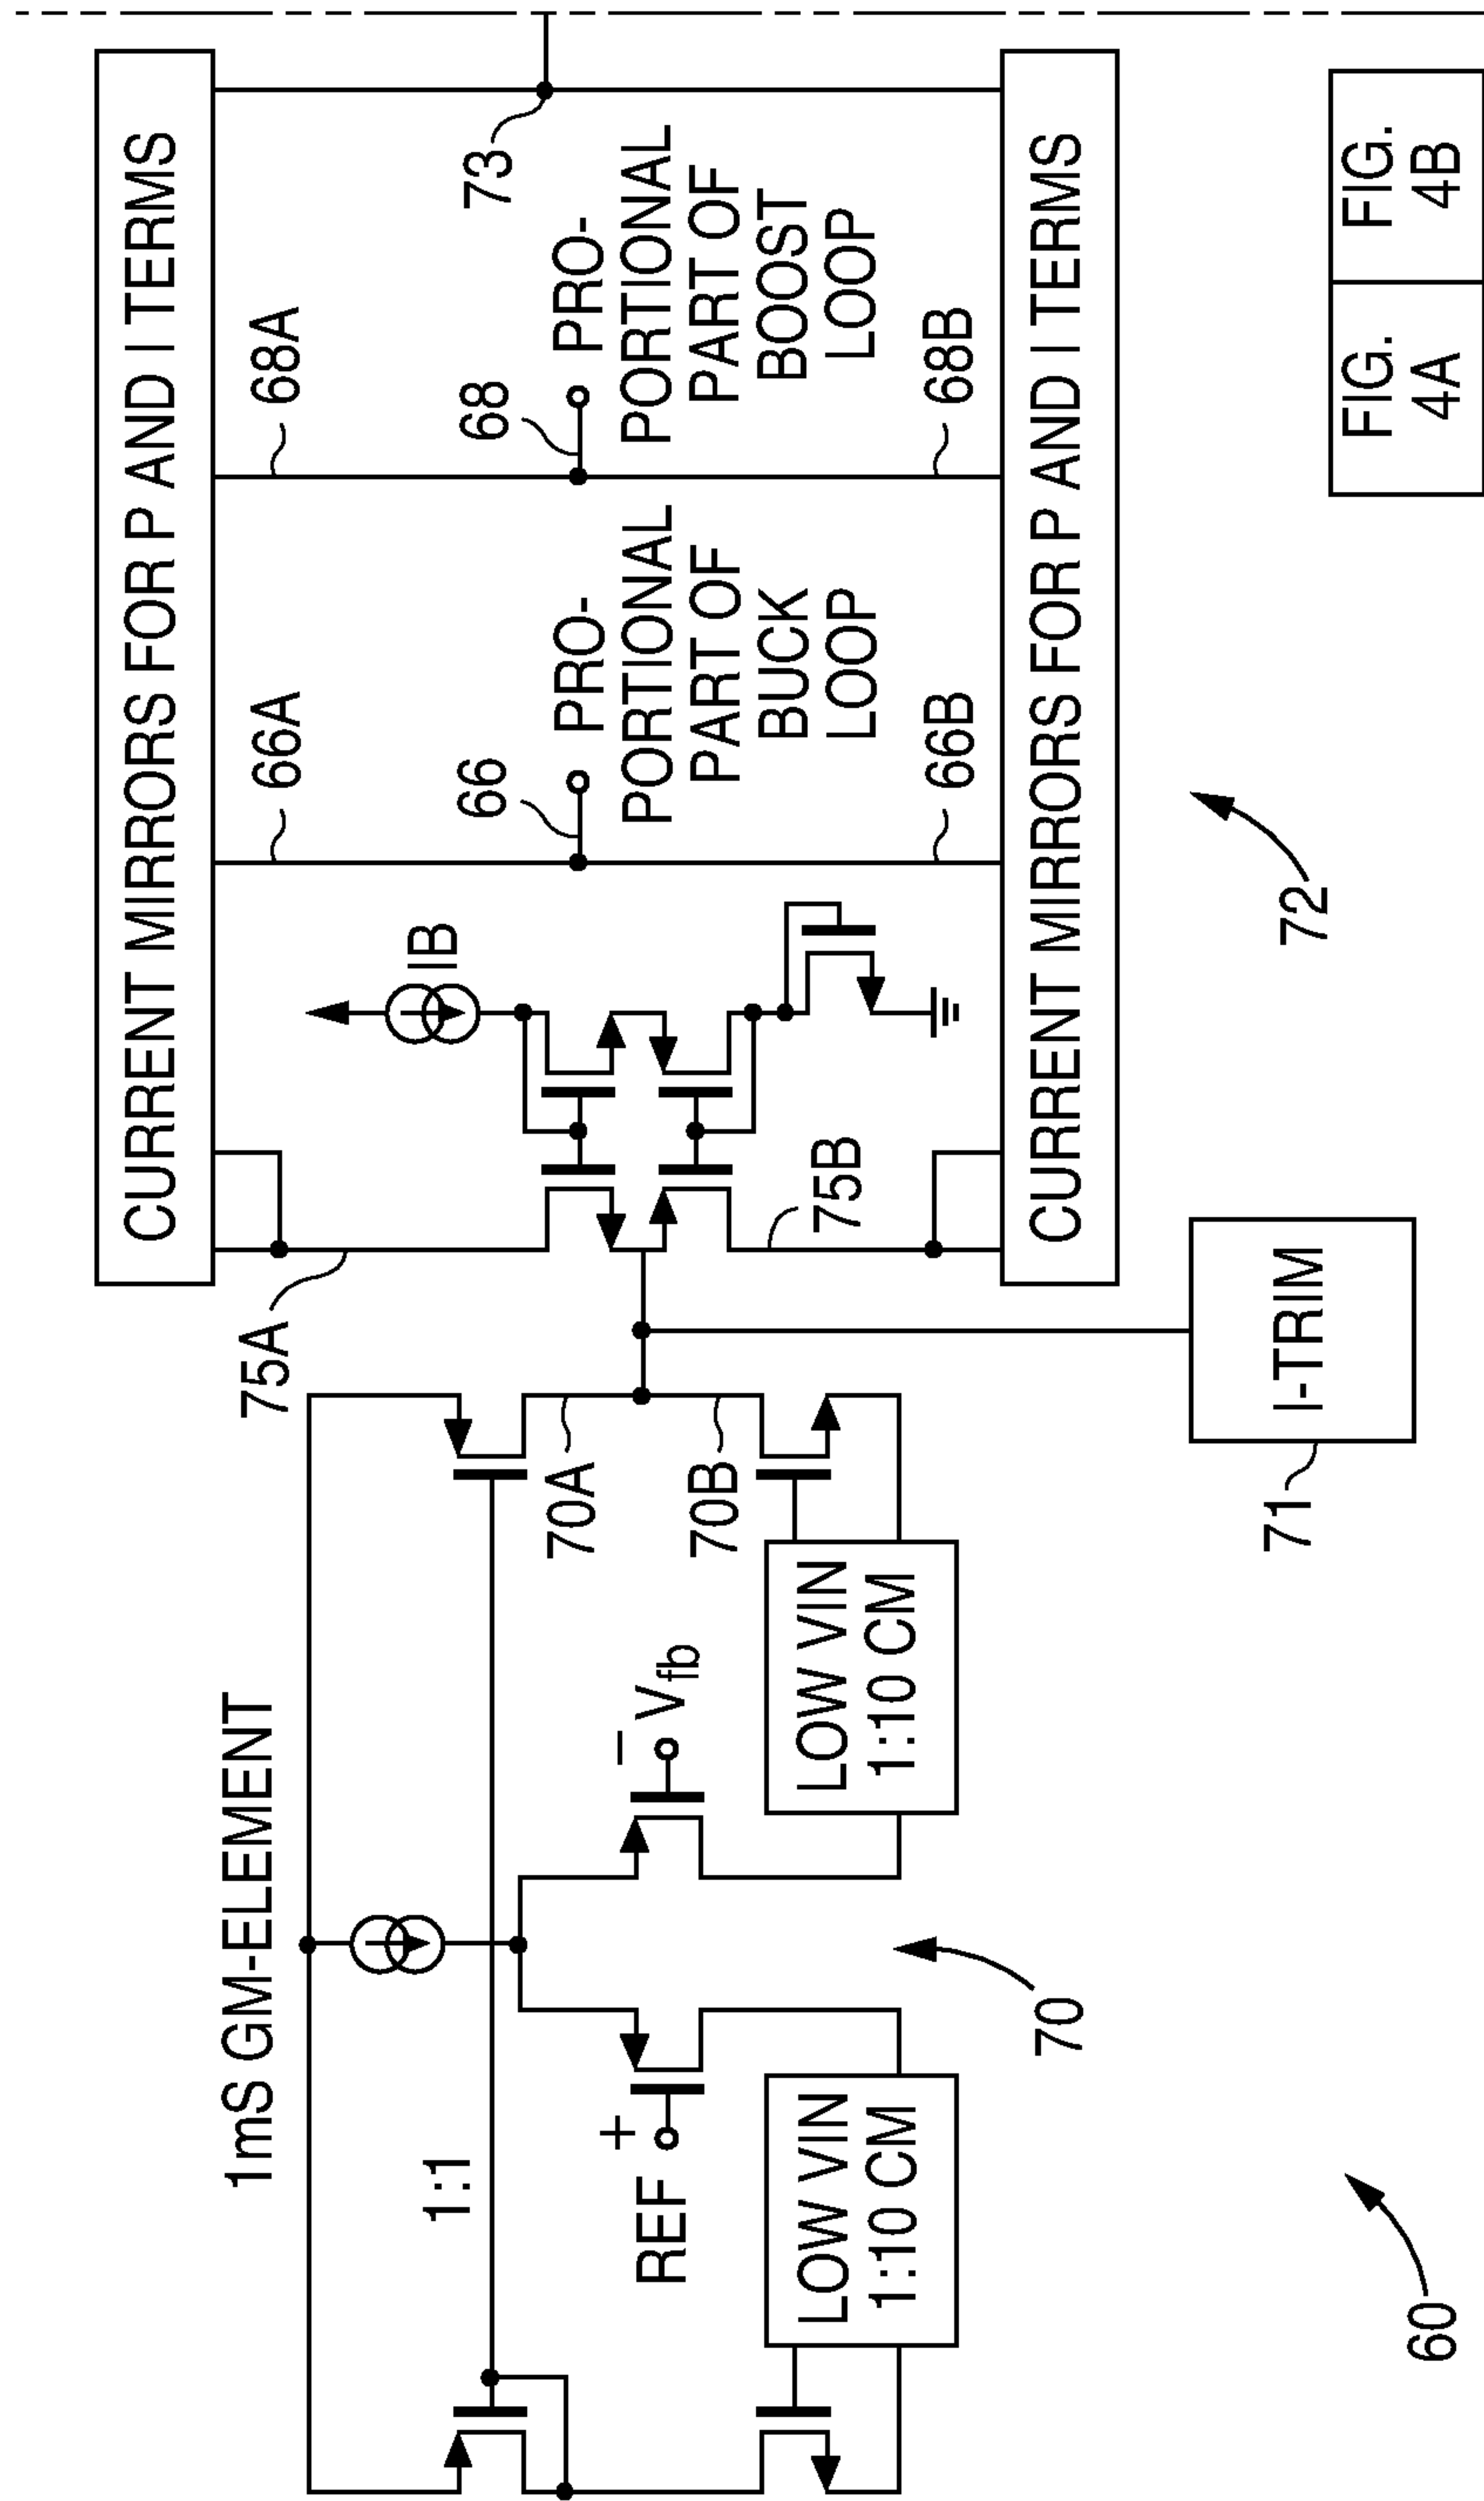 1mS GM-ELEMENT
1:1
REF
+
–
Vfb
LOW VIN
1:10 CM
LOW VIN
1:10 CM
70A
70B
70
60
75A
75B
I-TRIM
71
CURRENT MIRRORS FOR P AND I TERMS
IIB
66A
66
PRO-
PORTIONAL
PART OF
BUCK
LOOP
66B
68A
68
PRO-
PORTIONAL
PART OF
BOOST
LOOP
68B
73
CURRENT MIRRORS FOR P AND I TERMS
72
FIG.
4A
FIG.
4B